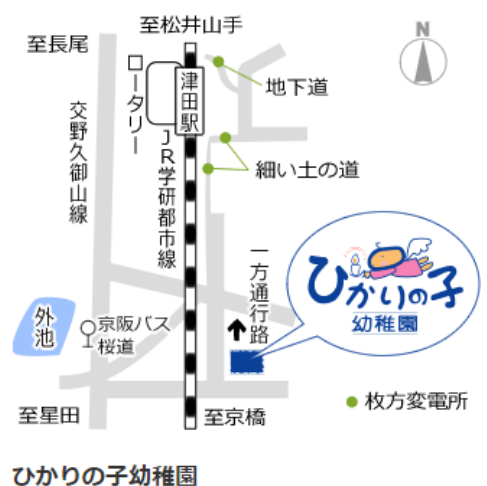 至松井山手
至長尾
N
ロータリー
津田駅
地下道
交野久御山線
JR学研都市線
細い土の道
一方通行路
ひかりの子
幼稚園
外池
京阪バス
桜道
枚方変電所
至星田
至京橋
ひかりの子幼稚園